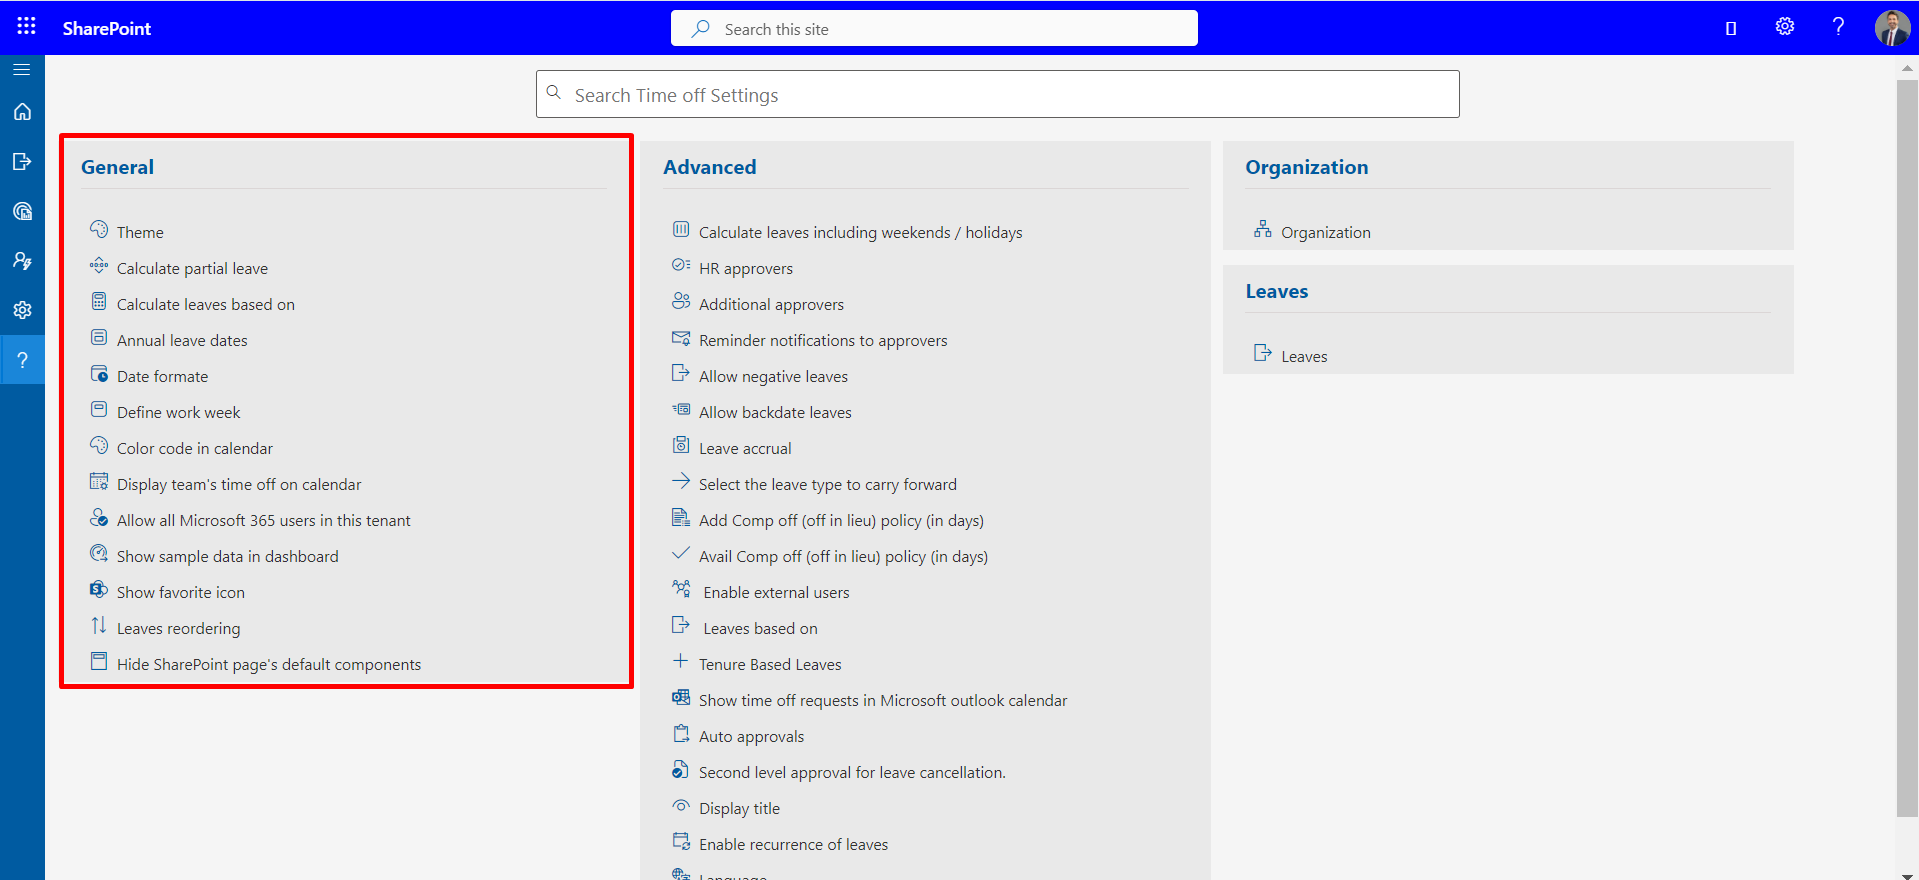 SharePoint
Search this site
?
Search Time off Settings
General
Theme
Calculate partial leave
Calculate leaves based on
Annual leave dates
Date formate
Define work week
Color code in calendar
Display team's time off on calendar
Allow all Microsoft 365 users in this tenant
Show sample data in dashboard
Show favorite icon
Leaves reordering
Hide SharePoint page's default components
Advanced
Calculate leaves including weekends / holidays
HR approvers
Additional approvers
Reminder notifications to approvers
Allow negative leaves
Allow backdate leaves
Leave accrual
Select the leave type to carry forward
Add Comp off (off in lieu) policy (in days)
Avail Comp off (off in lieu) policy (in days)
Enable external users
Leaves based on
Tenure Based Leaves
Show time off requests in Microsoft outlook calendar
Auto approvals
Second level approval for leave cancellation.
Display title
Enable recurrence of leaves
Language
Organization
Organization
Leaves
Leaves
?